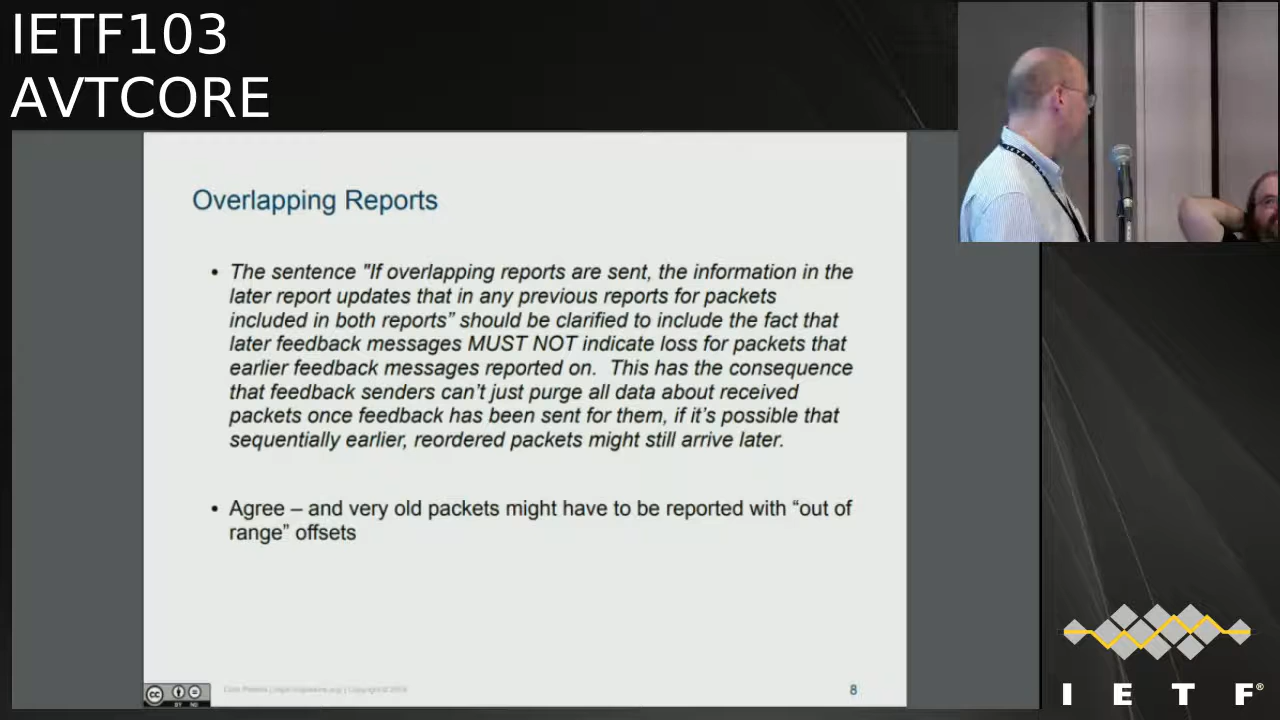 IETF103
AVTCORE
Overlapping Reports
• The sentence "If overlapping reports are sent, the information in the
later report updates that in any previous reports for packets
included in both reports” should be clarified to include the fact that
later feedback messages MUST NOT indicate loss for packets that
earlier feedback messages reported on.  This has the consequence
that feedback senders can’t just purge all data about received
packets once feedback has been sent for them, if it’s possible that
sequentially earlier, reordered packets might still arrive later.
• Agree – and very old packets might have to be reported with “out of
range” offsets
cc
BY ND
8
I E T F®